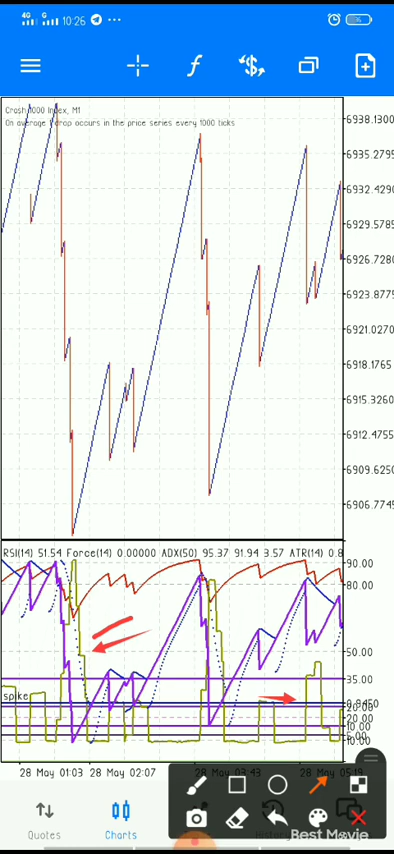 4G G 10:26
Crash 1000 Index, M1
On average 1 drop occurs in the price series every 1000 ticks
6938.1300
6935.2795
6932.4290
6929.5785
6926.7280
6923.8775
6921.0270
6918.1765
6915.3260
6912.4755
6909.6250
6906.7745
RSI(14) 51.54 Force(14) 0.00000 ADX(50) 95.37 91.94 3.57 ATR(14) 0.8
90.00
80.00
50.00
35.00
spike
20.00
10.00
28 May 01:03
28 May 02:07
28 May 03:43
28 May 05:19
Quotes
Charts
Best Movie